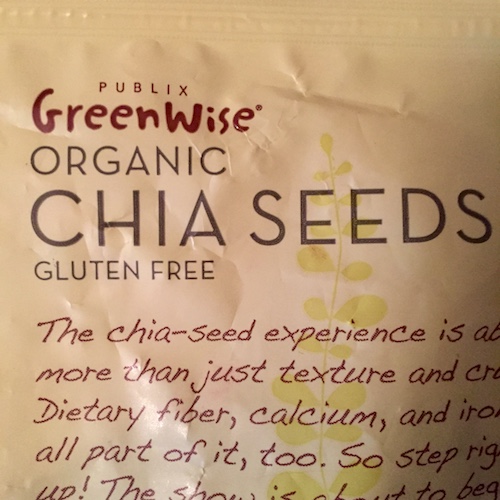 PUBLIX
GreenWise®
ORGANIC
CHIA SEEDS
GLUTEN FREE
The chia-seed experience is
more than just texture and
Dietary fiber, calcium, and
all part of it, too. So step
up! The show is about to